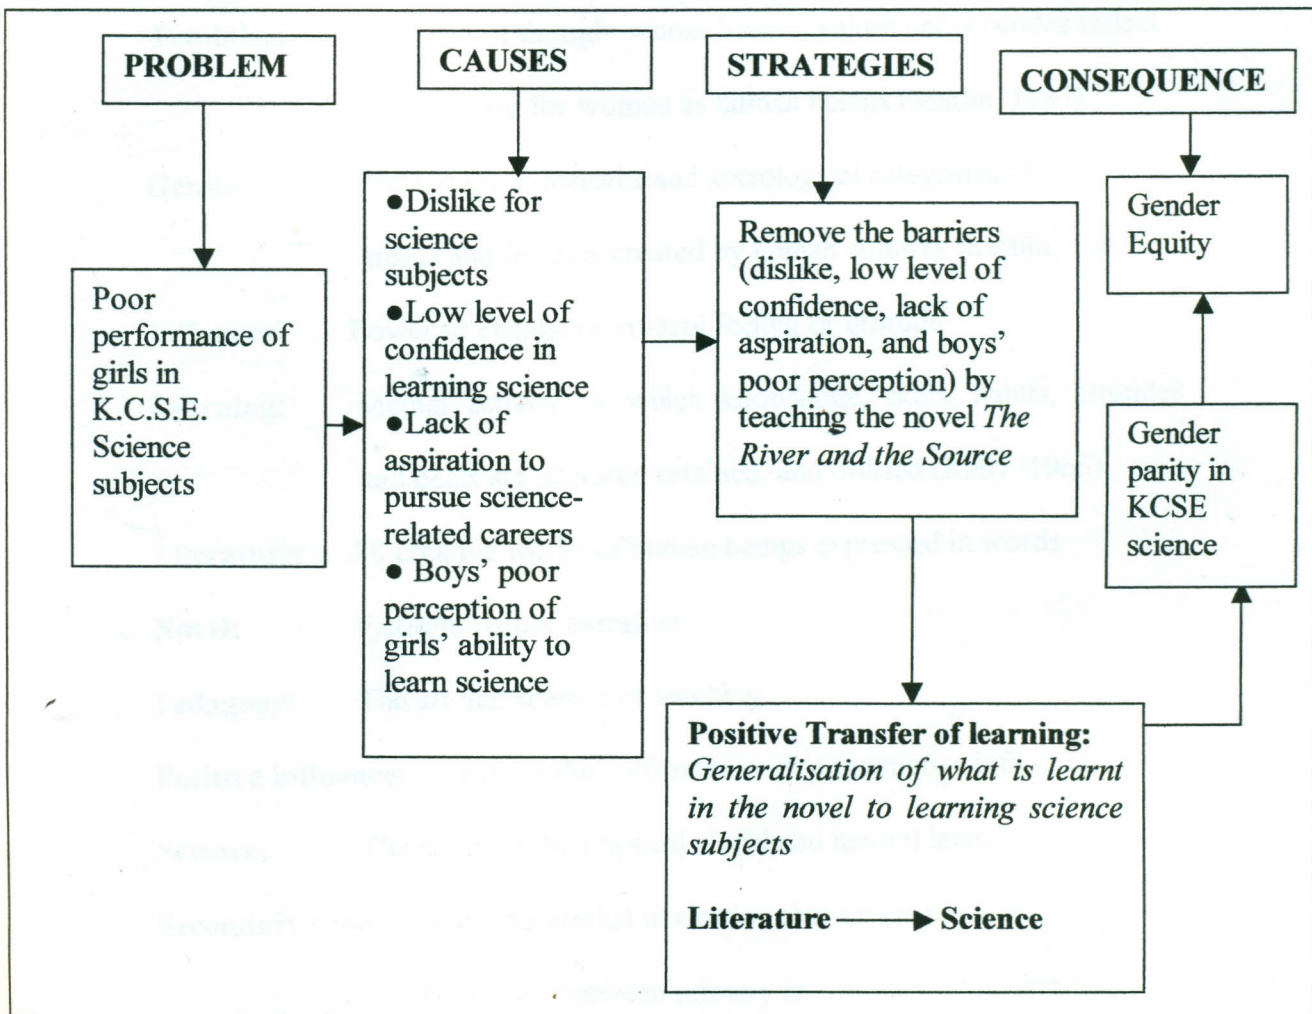 PROBLEM
CAUSES
STRATEGIES
CONSEQUENCE
Poor
performance of
girls in
K.C.S.E.
Science
subjects
●Dislike for
science
subjects
●Low level of
confidence in
learning science
●Lack of
aspiration to
pursue science-
related careers
● Boys' poor
perception of
girls' ability to
learn science
Remove the barriers
(dislike, low level of
confidence, lack of
aspiration, and boys'
poor perception) by
teaching the novel The
River and the Source
Gender
Equity
Gender
parity in
KCSE
science
Positive Transfer of learning:
Generalisation of what is learnt
in the novel to learning science
subjects
Literature → Science